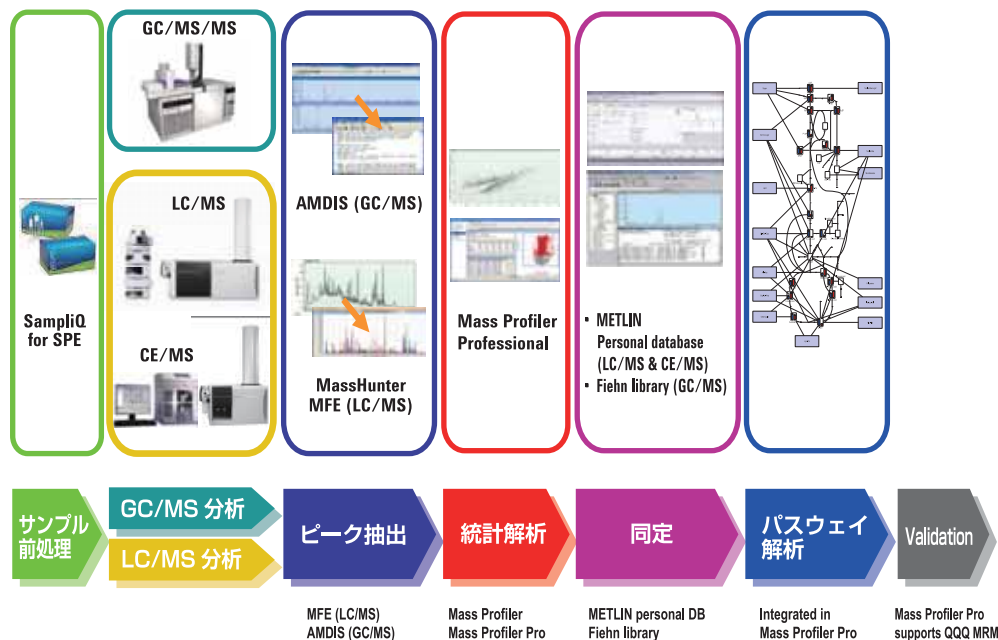 GC/MS/MS
SampliQ
for SPE
LC/MS
CE/MS
AMDIS (GC/MS)
MassHunter
MFE (LC/MS)
Mass Profiler
Professional
・ METLIN
Personal database
(LC/MS & CE/MS)
・ Fiehn library (GC/MS)
サンプル
前処理
GC/MS 分析
LC/MS 分析
ピーク抽出
統計解析
同定
パスウェイ
解析
Validation
MFE (LC/MS)
AMDIS (GC/MS)
Mass Profiler
Mass Profiler Pro
METLIN personal DB
Fiehn library
Integrated in
Mass Profiler Pro
Mass Profiler Pro
supports QQQ MRM